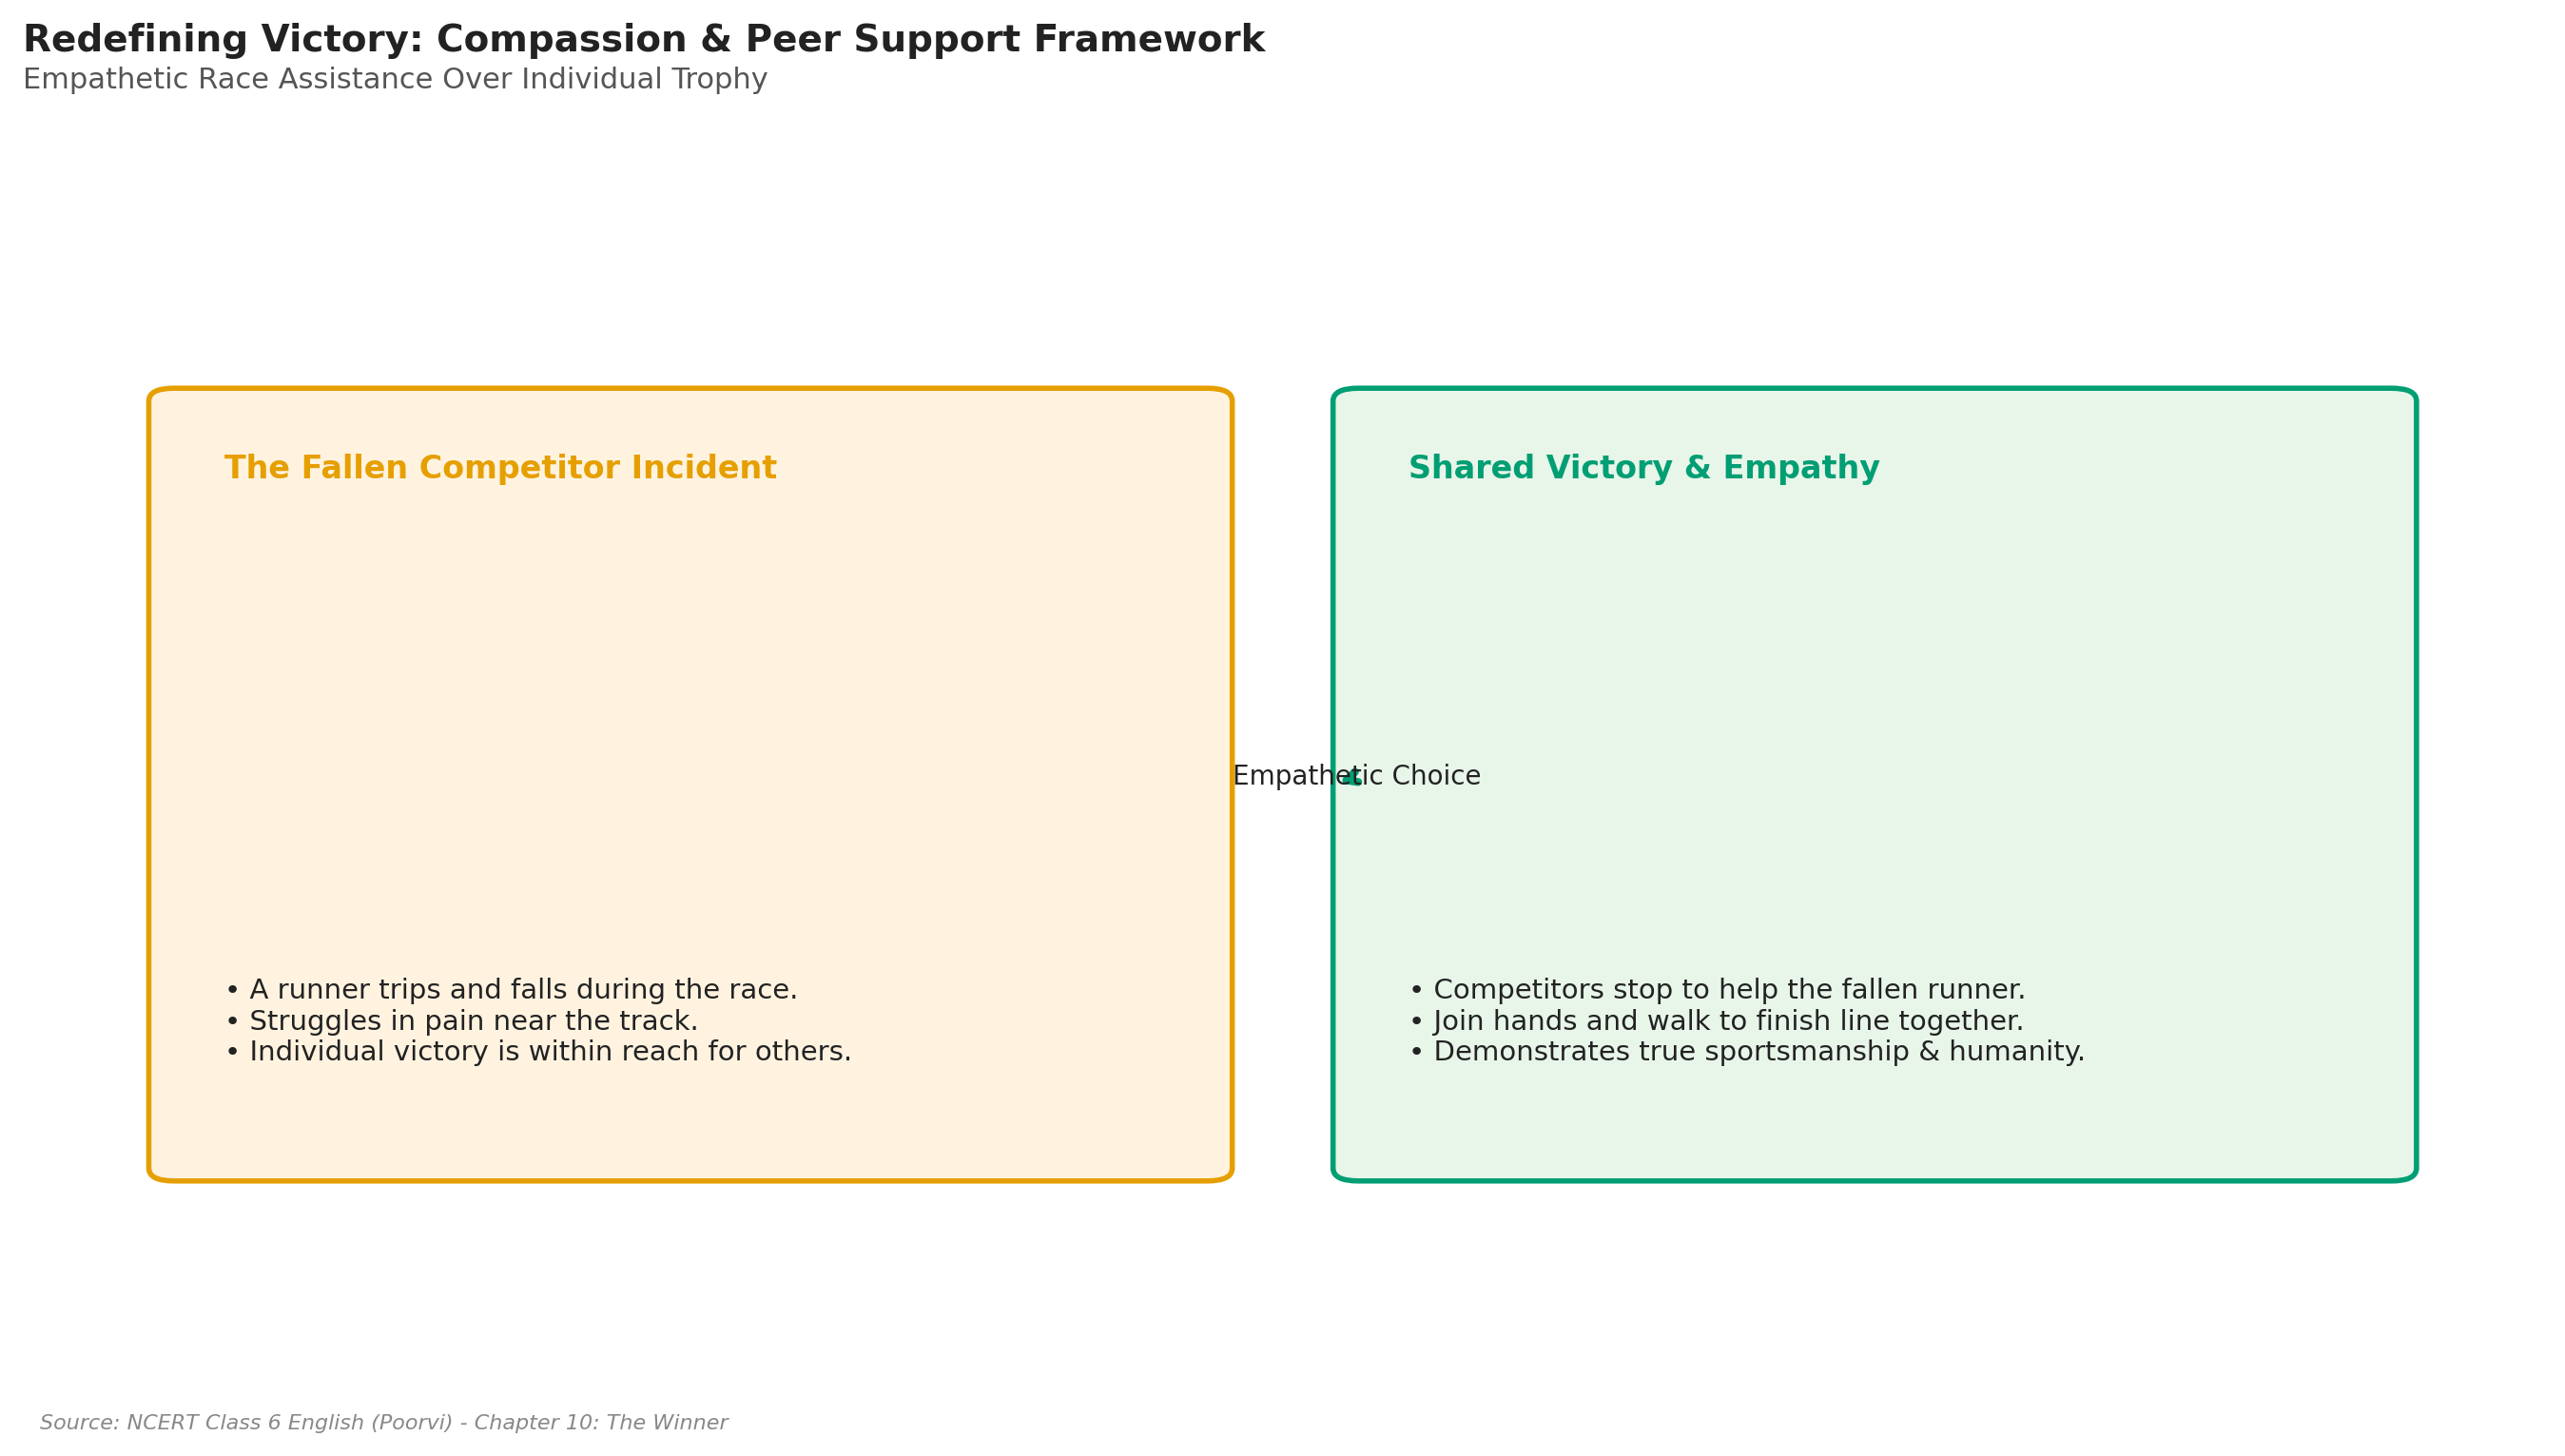 Redefining Victory: Compassion & Peer Support Framework
Empathetic Race Assistance Over Individual Trophy
The Fallen Competitor Incident
• A runner trips and falls during the race.
• Struggles in pain near the track.
• Individual victory is within reach for others.
Empathetic Choice
Shared Victory & Empathy
• Competitors stop to help the fallen runner.
• Join hands and walk to finish line together.
• Demonstrates true sportsmanship & humanity.
Source: NCERT Class 6 English (Poorvi) - Chapter 10: The Winner